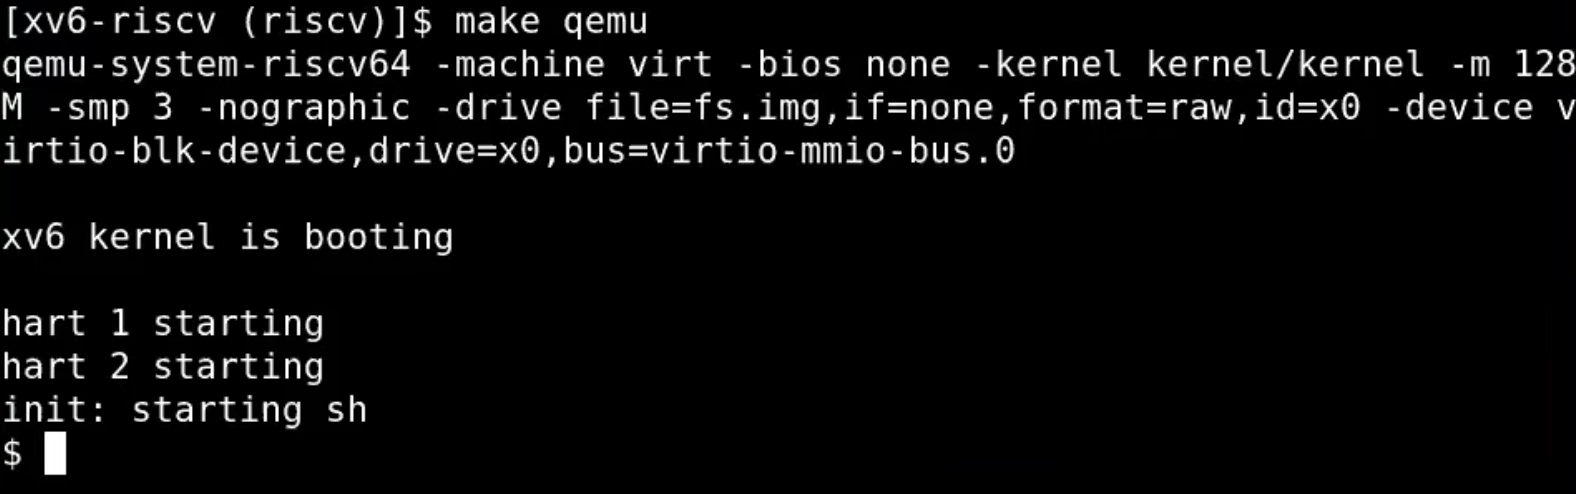 [xv6-riscv (riscv)]$ make qemu
qemu-system-riscv64 -machine virt -bios none -kernel kernel/kernel -m 128
M -smp 3 -nographic -drive file=fs.img,if=none,format=raw,id=x0 -device v
irtio-blk-device,drive=x0,bus=virtio-mmio-bus.0
xv6 kernel is booting
hart 1 starting
hart 2 starting
init: starting sh
$